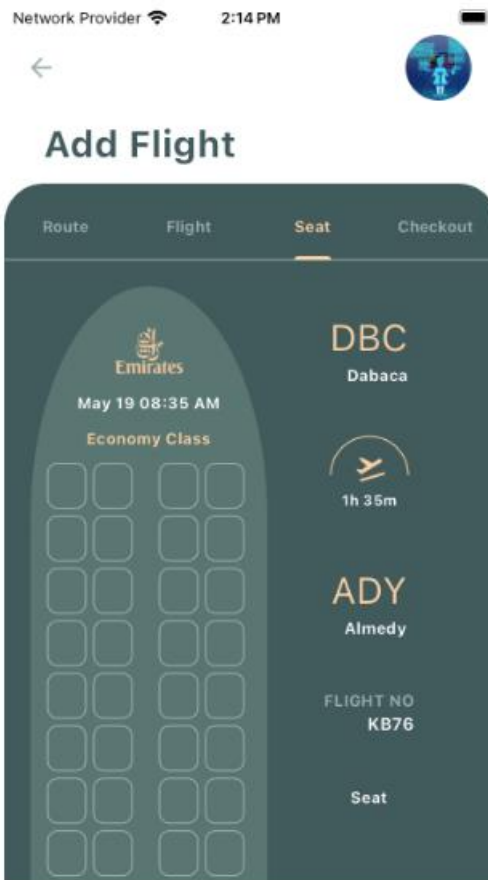 Network Provider 2:14 PM
Add Flight
Route Flight Seat Checkout
Emirates
May 19 08:35 AM
Economy Class
DBC
Dabaca
1h 35m
ADY
Almedy
FLIGHT NO
KB76
Seat